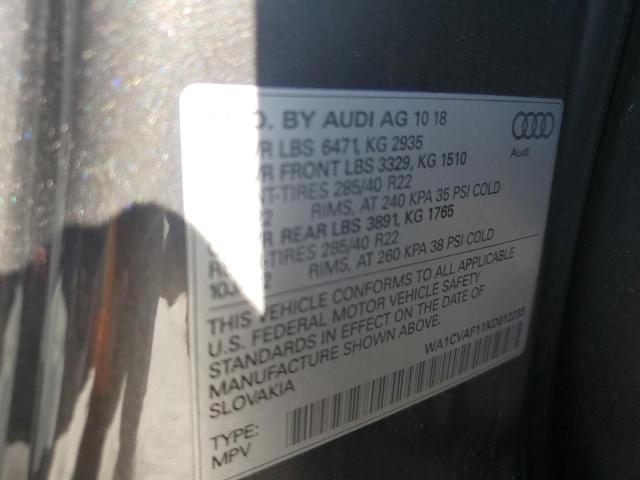 BY AUDI AG 10 18
Audi
LBS 6471, KG 2935
FRONT LBS 3329, KG 1510
TIRES 285/40 R22
RIMS, AT 240 KPA 35 PSI COLD
REAR LBS 3891, KG 1765
TIRES 285/40 R22
RIMS, AT 260 KPA 38 PSI COLD
THIS VEHICLE CONFORMS TO ALL APPLICABLE
U.S. FEDERAL MOTOR VEHICLE SAFETY
STANDARDS IN EFFECT ON THE DATE OF
MANUFACTURE SHOWN ABOVE.
SLOVAKIA
WA1CVAF11KD012233
TYPE:
MPV